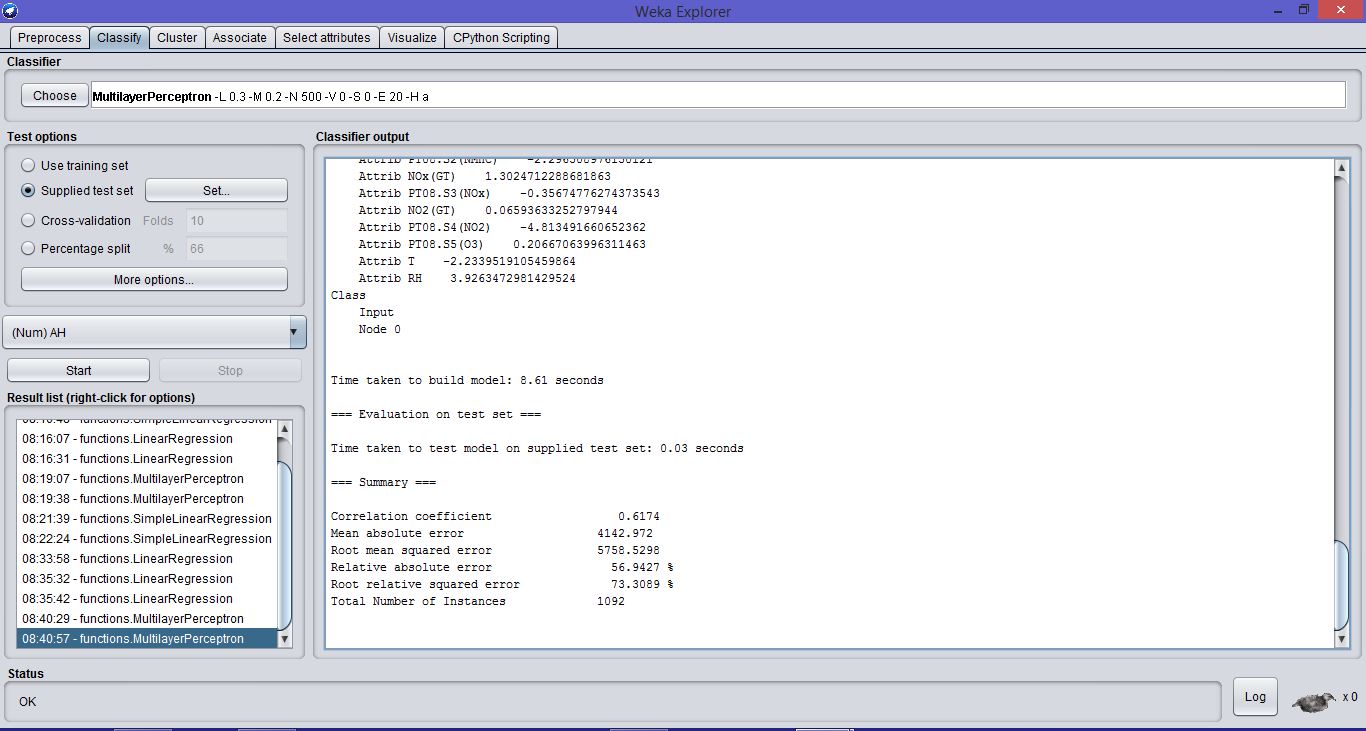 Weka Explorer
Preprocess Classify Cluster Associate Select attributes Visualize CPython Scripting
Classifier
Choose MultilayerPerceptron -L 0.3 -M 0.2 -N 500 -V 0 -S 0 -E 20 -H a
Test options
Use training set
Supplied test set Set...
Cross-validation Folds 10
Percentage split % 66
More options...
(Num) AH
Start Stop
Result list (right-click for options)
functions.SimpleLinearRegression
08:16:07 - functions.LinearRegression
08:16:31 - functions.LinearRegression
08:19:07 - functions.MultilayerPerceptron
08:19:38 - functions.MultilayerPerceptron
08:21:39 - functions.SimpleLinearRegression
08:22:24 - functions.SimpleLinearRegression
08:33:58 - functions.LinearRegression
08:35:32 - functions.LinearRegression
08:35:42 - functions.LinearRegression
08:40:29 - functions.MultilayerPerceptron
08:40:57 - functions.MultilayerPerceptron
Classifier output
Attrib PT08.S2(NMHC)
Attrib NOx(GT) 1.3024712288681863
Attrib PT08.S3(NOx) -0.35674776274373543
Attrib NO2(GT) 0.06593633252797944
Attrib PT08.S4(NO2) -4.813491660652362
Attrib PT08.S5(O3) 0.20667063996311463
Attrib T -2.2339519105459864
Attrib RH 3.9263472981429524
Class
Input
Node 0
Time taken to build model: 8.61 seconds
=== Evaluation on test set ===
Time taken to test model on supplied test set: 0.03 seconds
=== Summary ===
Correlation coefficient 0.6174
Mean absolute error 4142.972
Root mean squared error 5758.5298
Relative absolute error 56.9427 %
Root relative squared error 73.3089 %
Total Number of Instances 1092
Status
OK
Log
x 0